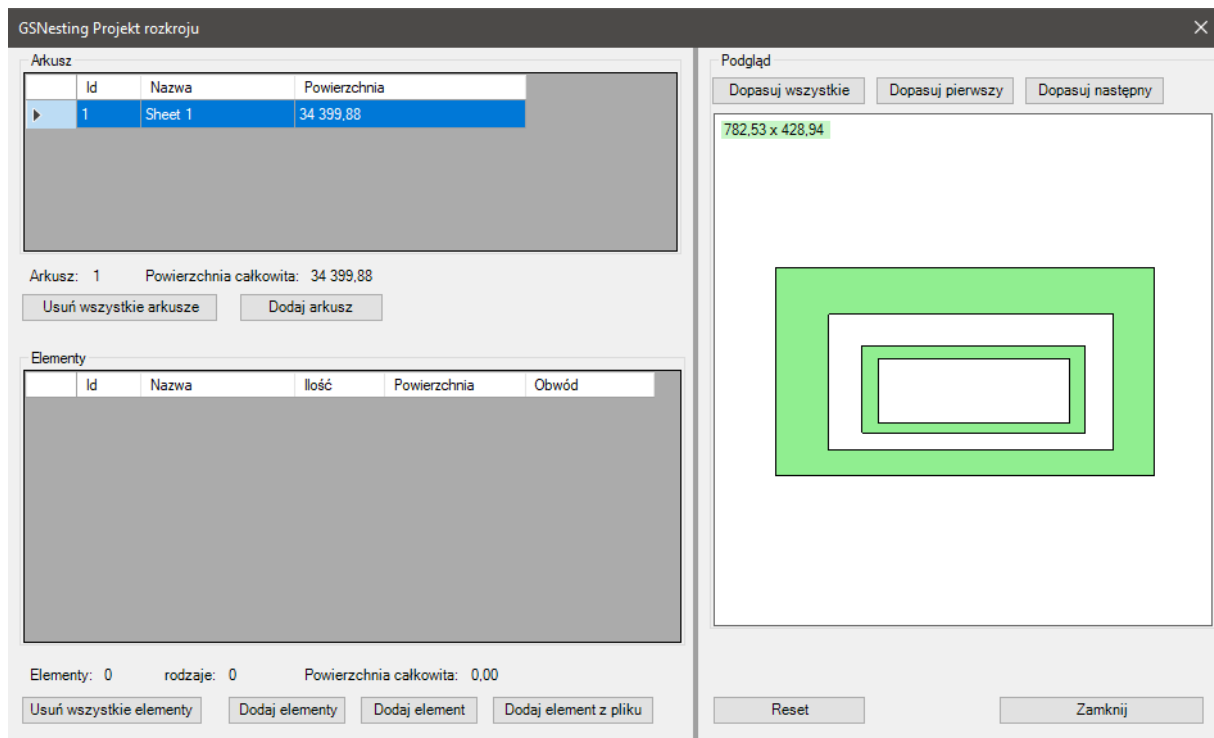 GSNesting Projekt rozkroju
Arkusz
Id Nazwa Powierzchnia
1 Sheet 1 34 399,88
Arkusz: 1 Powierzchnia całkowita: 34 399,88
Usuń wszystkie arkusze Dodaj arkusz
Elementy
Id Nazwa Ilość Powierzchnia Obwód
Elementy: 0 rodzaje: 0 Powierzchnia całkowita: 0,00
Usuń wszystkie elementy Dodaj elementy Dodaj element Dodaj element z pliku
Podgląd
Dopasuj wszystkie Dopasuj pierwszy Dopasuj następny
782,53 x 428,94
Reset Zamknij